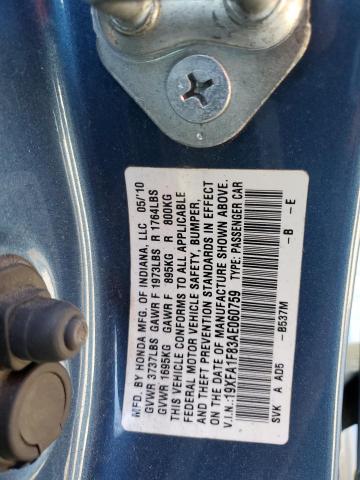 MFD. BY HONDA MFG. OF INDIANA, LLC 05/'10
GVWR 3737LBS GAWR F 1973LBS R 1764LBS
GVWR 1695KG GAWR F 895KG R 800KG
THIS VEHICLE CONFORMS TO ALL APPLICABLE
FEDERAL MOTOR VEHICLE SAFETY, BUMPER,
AND THEFT PREVENTION STANDARDS IN EFFECT
ON THE DATE OF MANUFACTURE SHOWN ABOVE.
V.I.N.:19XFA1F83AE060759 TYPE: PASSENGER CAR
SVK A AD5 -B537M -B -E